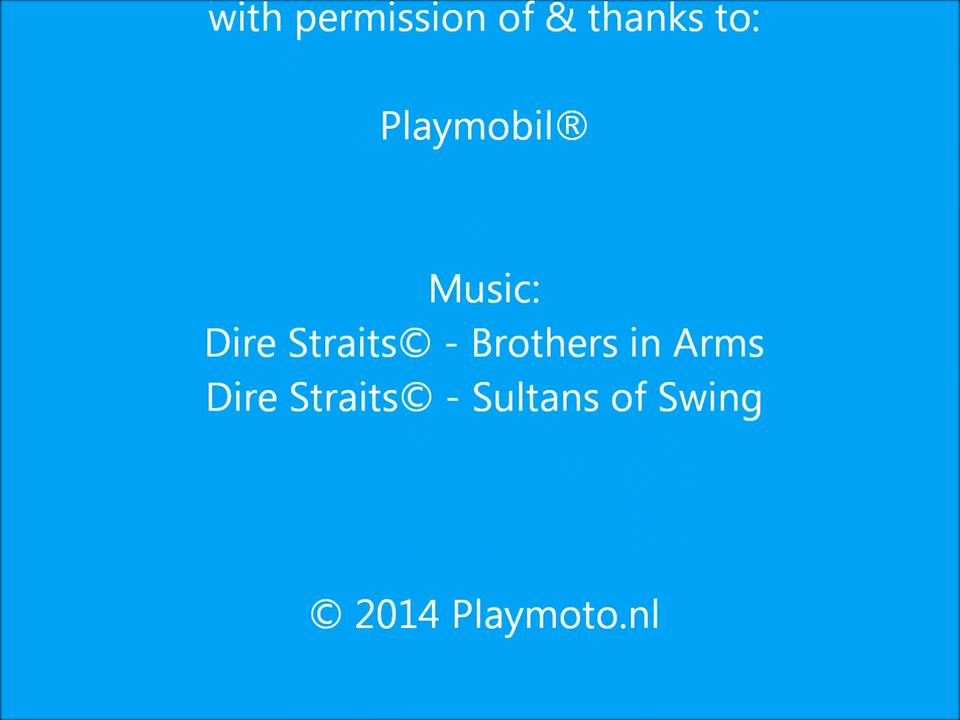 with permission of & thanks to:
Playmobil®
Music:
Dire Straits© - Brothers in Arms
Dire Straits© - Sultans of Swing
© 2014 Playmoto.nl